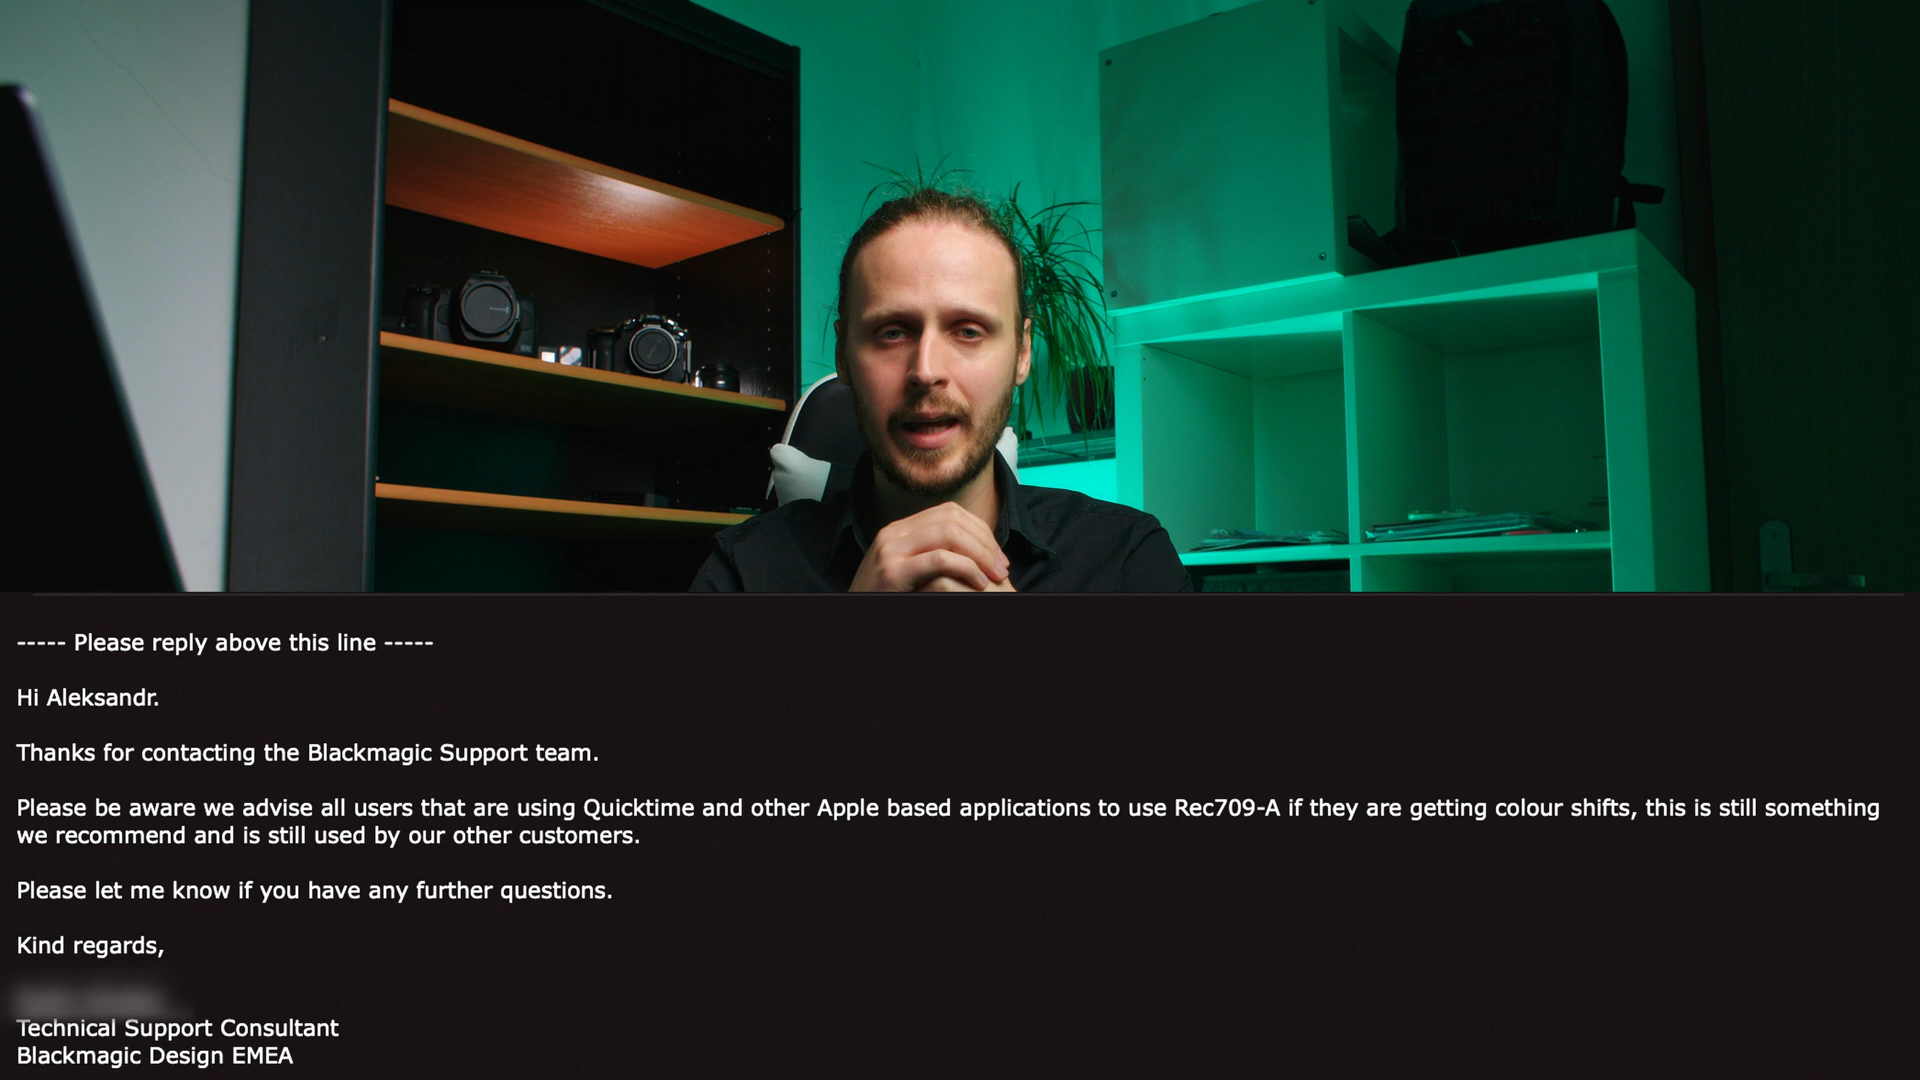 ----- Please reply above this line -----
Hi Aleksandr.
Thanks for contacting the Blackmagic Support team.
Please be aware we advise all users that are using Quicktime and other Apple based applications to use Rec709-A if they are getting colour shifts, this is still something
we recommend and is still used by our other customers.
Please let me know if you have any further questions.
Kind regards,
Technical Support Consultant
Blackmagic Design EMEA